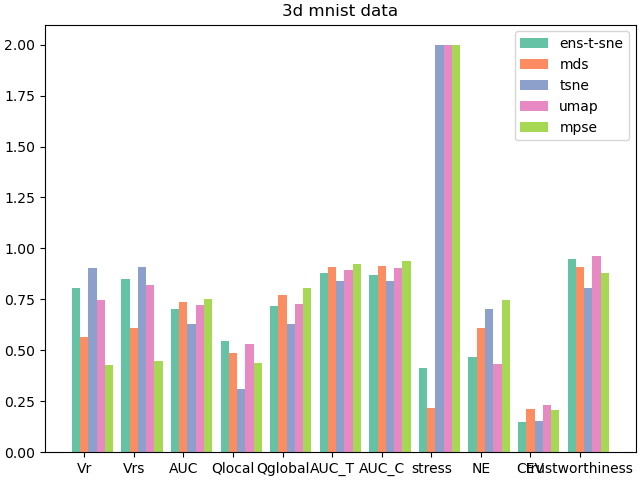 3d mnist data
2.00
1.75
1.50
1.25
1.00
0.75
0.50
0.25
0.00
ens-t-sne
mds
tsne
umap
mpse
Vr Vrs AUC Qlocal Qglobal AUC_T AUC_C stress NE CEV trustworthiness